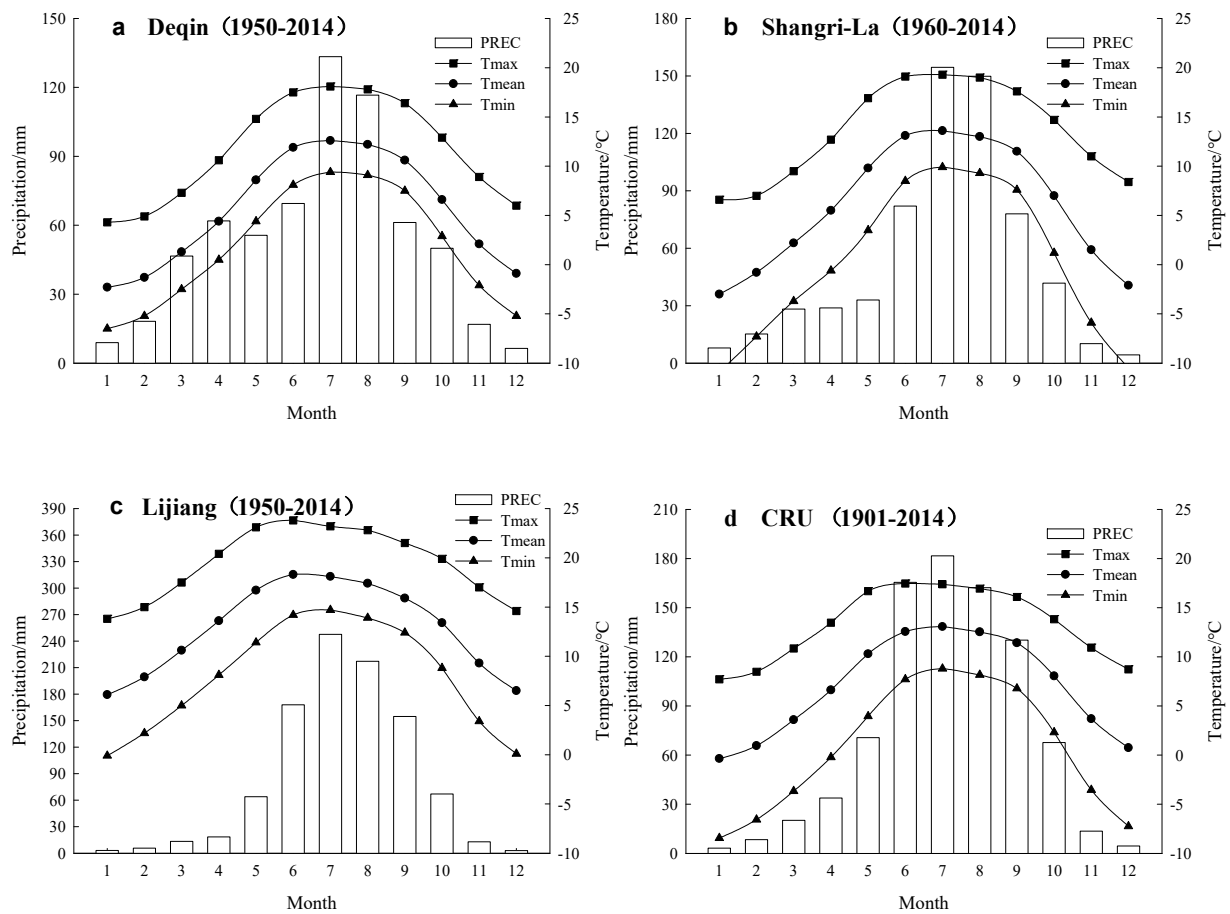 a Deqin (1950-2014)
150
120
90
60
30
0
Precipitation/mm
25
20
15
10
5
0
-5
-10
Temperature/°C
PREC
Tmax
Tmean
Tmin
1 2 3 4 5 6 7 8 9 10 11 12
Month
b Shangri-La (1960-2014)
180
150
120
90
60
30
0
Precipitation/mm
25
20
15
10
5
0
-5
-10
Temperature/°C
PREC
Tmax
Tmean
Tmin
1 2 3 4 5 6 7 8 9 10 11 12
Month
c Lijiang (1950-2014)
390
360
330
300
270
240
210
180
150
120
90
60
30
0
Precipitation/mm
25
20
15
10
5
0
-5
-10
Temperature/°C
PREC
Tmax
Tmean
Tmin
1 2 3 4 5 6 7 8 9 10 11 12
Month
d CRU (1901-2014)
210
180
150
120
90
60
30
0
Precipitation/mm
25
20
15
10
5
0
-5
-10
Temperature/°C
PREC
Tmax
Tmean
Tmin
1 2 3 4 5 6 7 8 9 10 11 12
Month